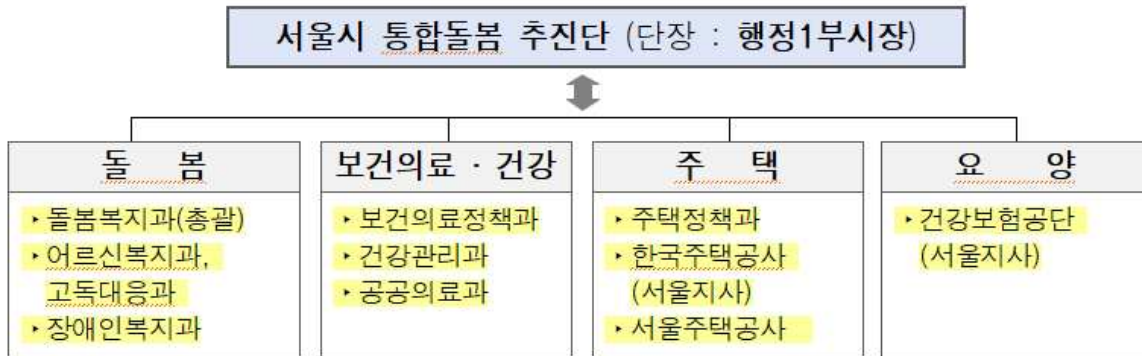 서울시 통합돌봄 추진단 (단장 : 행정1부시장)
돌 봄
‣돌봄복지과(총괄)
‣어르신복지과,
고독대응과
‣장애인복지과
보건의료 · 건강
‣보건의료정책과
‣건강관리과
‣공공의료과
주 택
‣주택정책과
‣한국주택공사
(서울지사)
‣서울주택공사
요 양
‣건강보험공단
(서울지사)